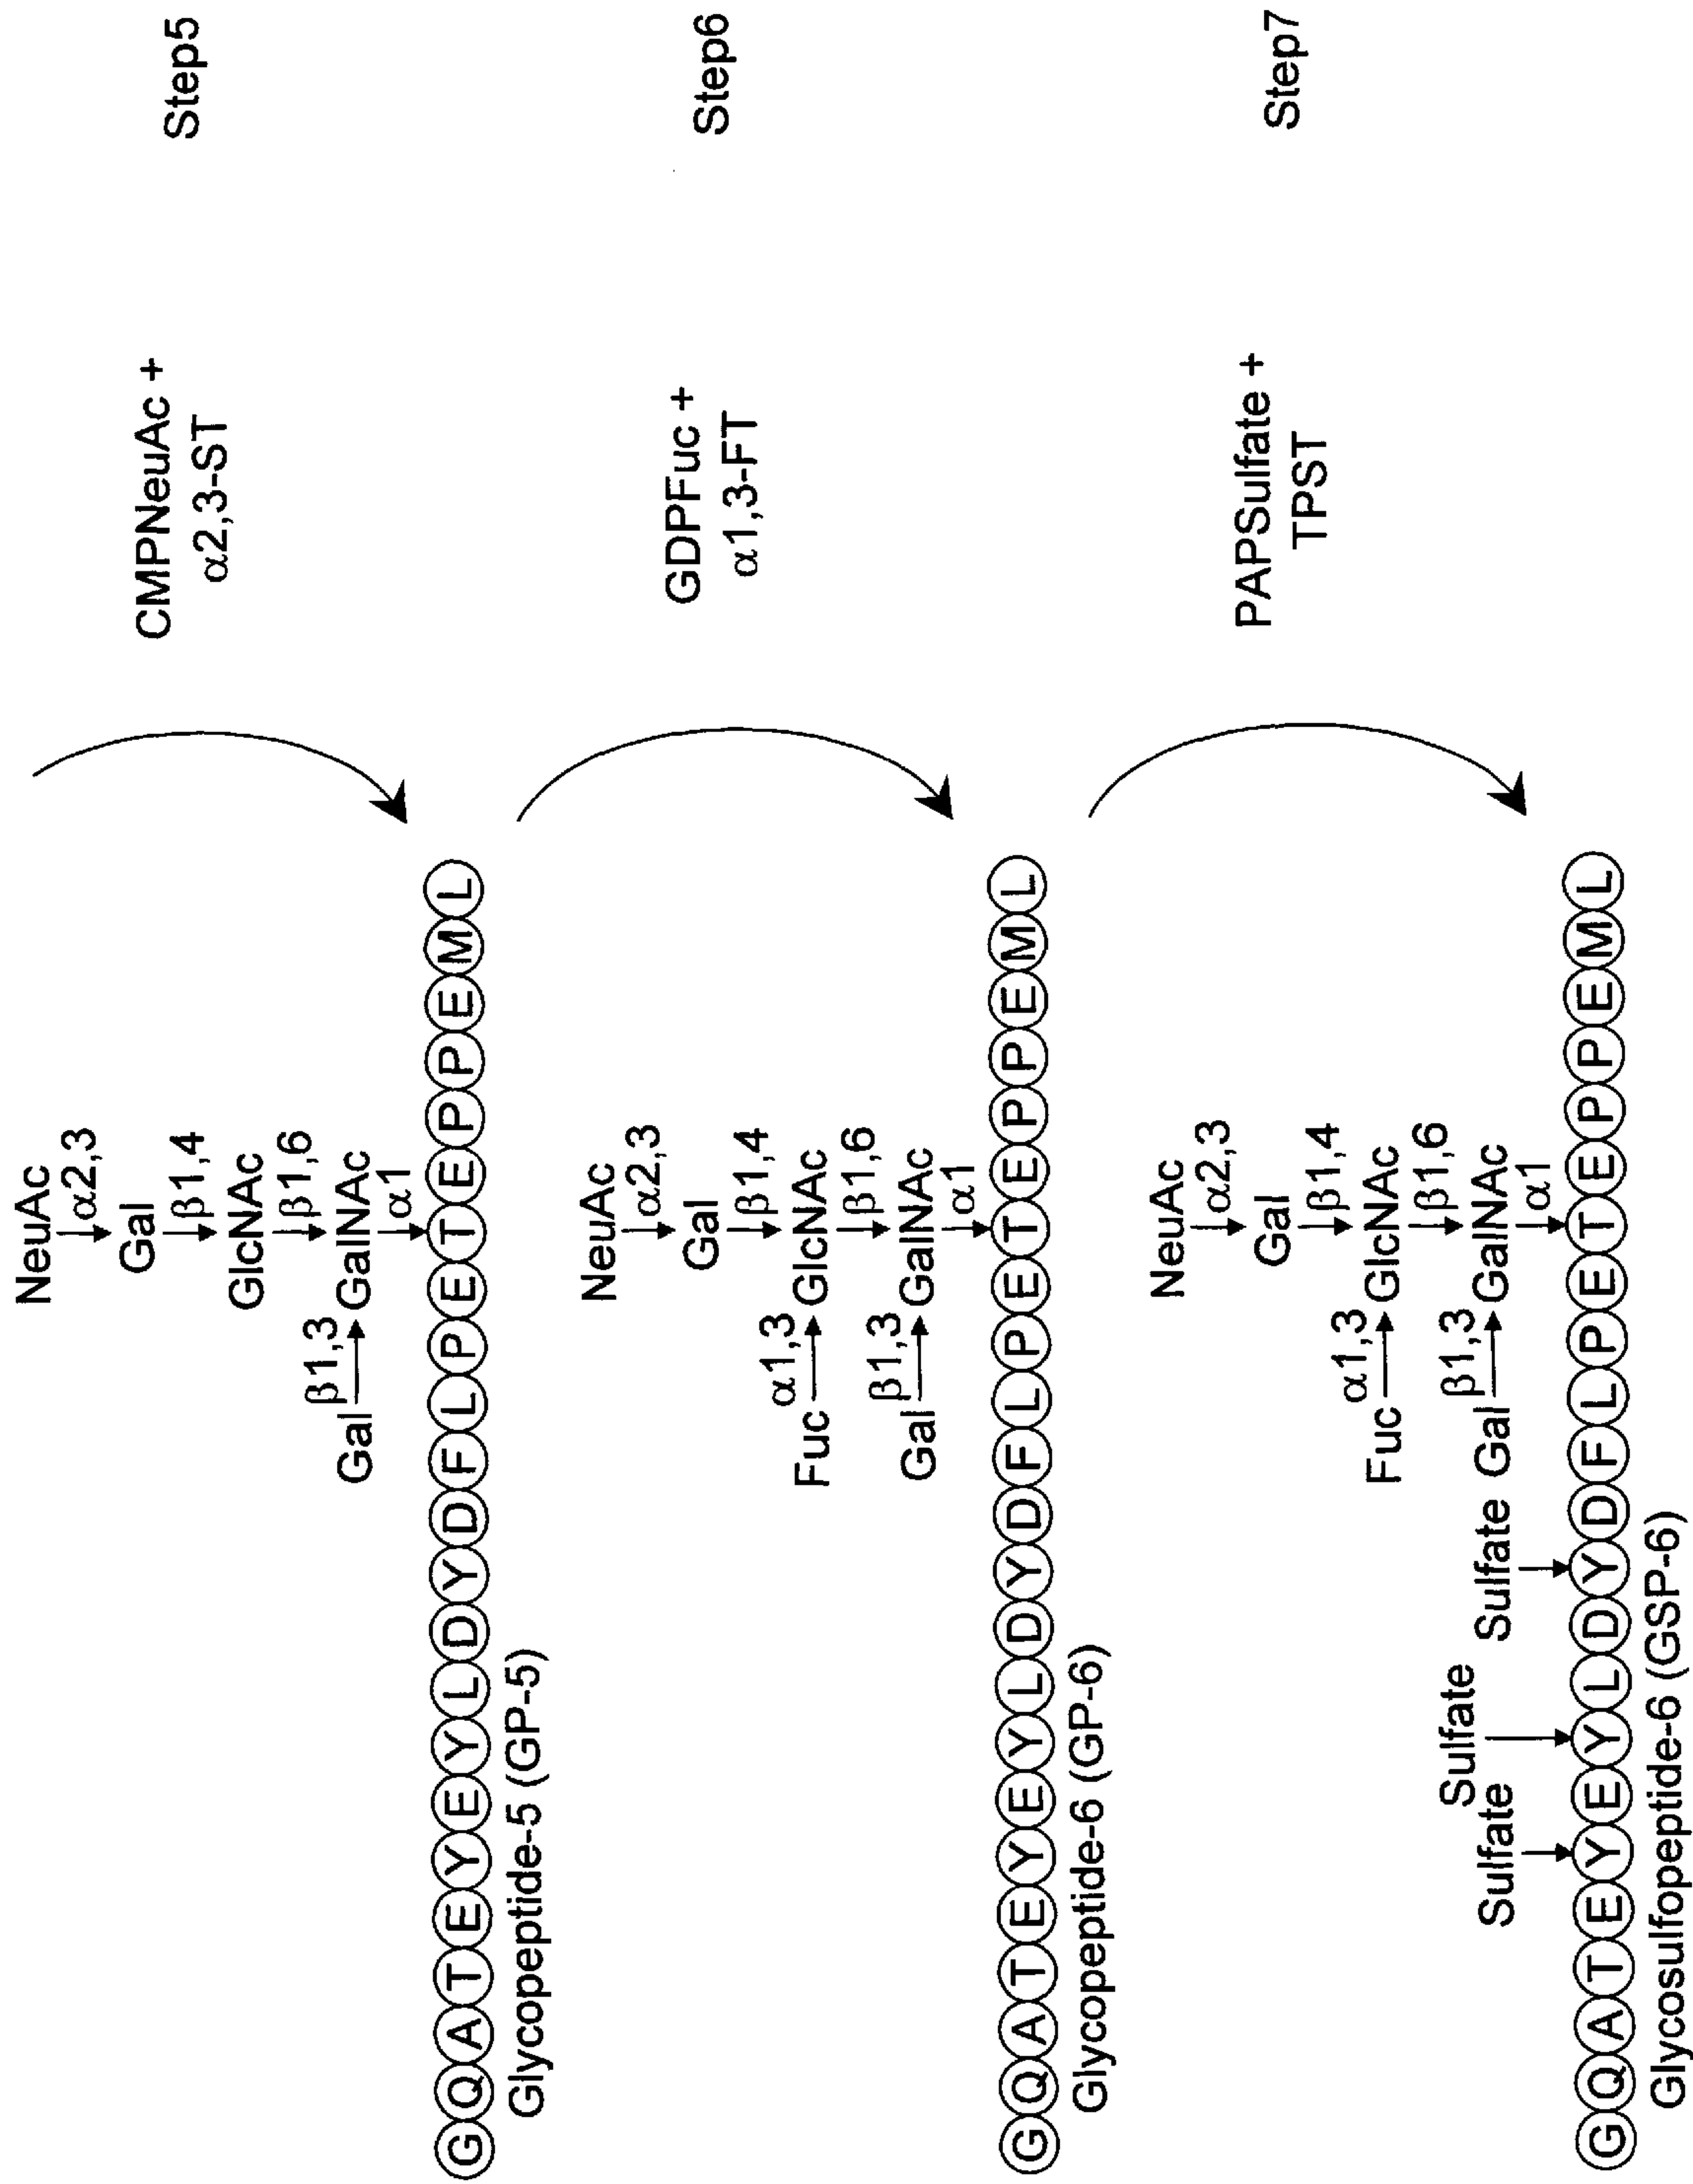 NeuAc
α2,3
Gal
β1,4
GlcNAc
β1,6
Gal β1,3 GalNAc
α1
GQATEYEYLDYDFLPETEPPEML
Glycopeptide-5 (GP-5)
CMPNeuAc +
α2,3-ST
Step5
NeuAc
α2,3
Gal
β1,4
Fuc α1,3 GlcNAc
β1,6
Gal β1,3 GalNAc
α1
GQATEYEYLDYDFLPETEPPEML
Glycopeptide-6 (GP-6)
GDPFuc +
α1,3-FT
Step6
NeuAc
α2,3
Gal
β1,4
Fuc α1,3 GlcNAc
β1,6
Sulfate
Sulfate Sulfate Gal β1,3 GalNAc
α1
GQATEYEYLDYDFLPETEPPEML
Glycosulfopeptide-6 (GSP-6)
PAPSulfate +
TPST
Step7